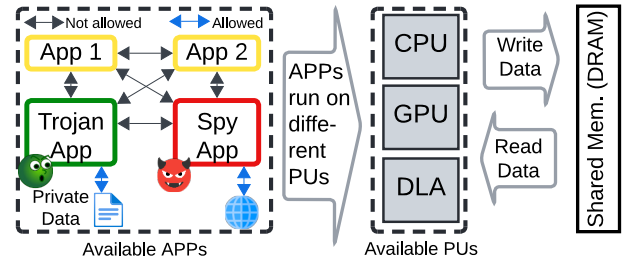 Not allowed
Allowed
App 1
App 2
Trojan
App
Spy
App
Private
Data
Available APPs
APPs
run on
diffe-
rent
PUs
CPU
GPU
DLA
Available PUs
Write
Data
Read
Data
Shared Mem. (DRAM)